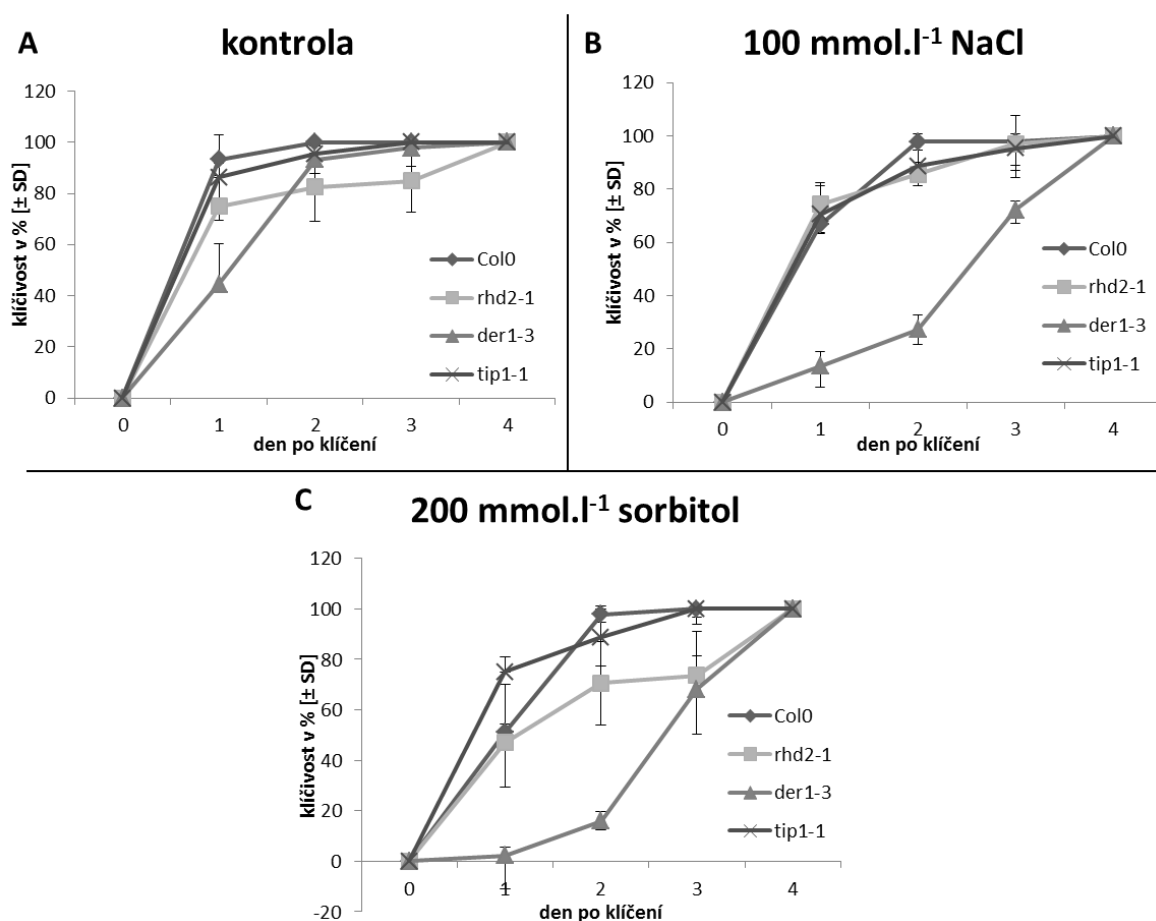 A
kontrola
120
100
80
60
40
20
0
klíčivost v % [± SD]
Col0
rhd2-1
der1-3
tip1-1
0 1 2 3 4
den po klíčení
B
100 mmol.l⁻¹ NaCl
120
100
80
60
40
20
0
klíčivost v % [± SD]
Col0
rhd2-1
der1-3
tip1-1
0 1 2 3 4
den po klíčení
C
200 mmol.l⁻¹ sorbitol
120
100
80
60
40
20
0
-20
klíčivost v % [± SD]
Col0
rhd2-1
der1-3
tip1-1
0 1 2 3 4
den po klíčení